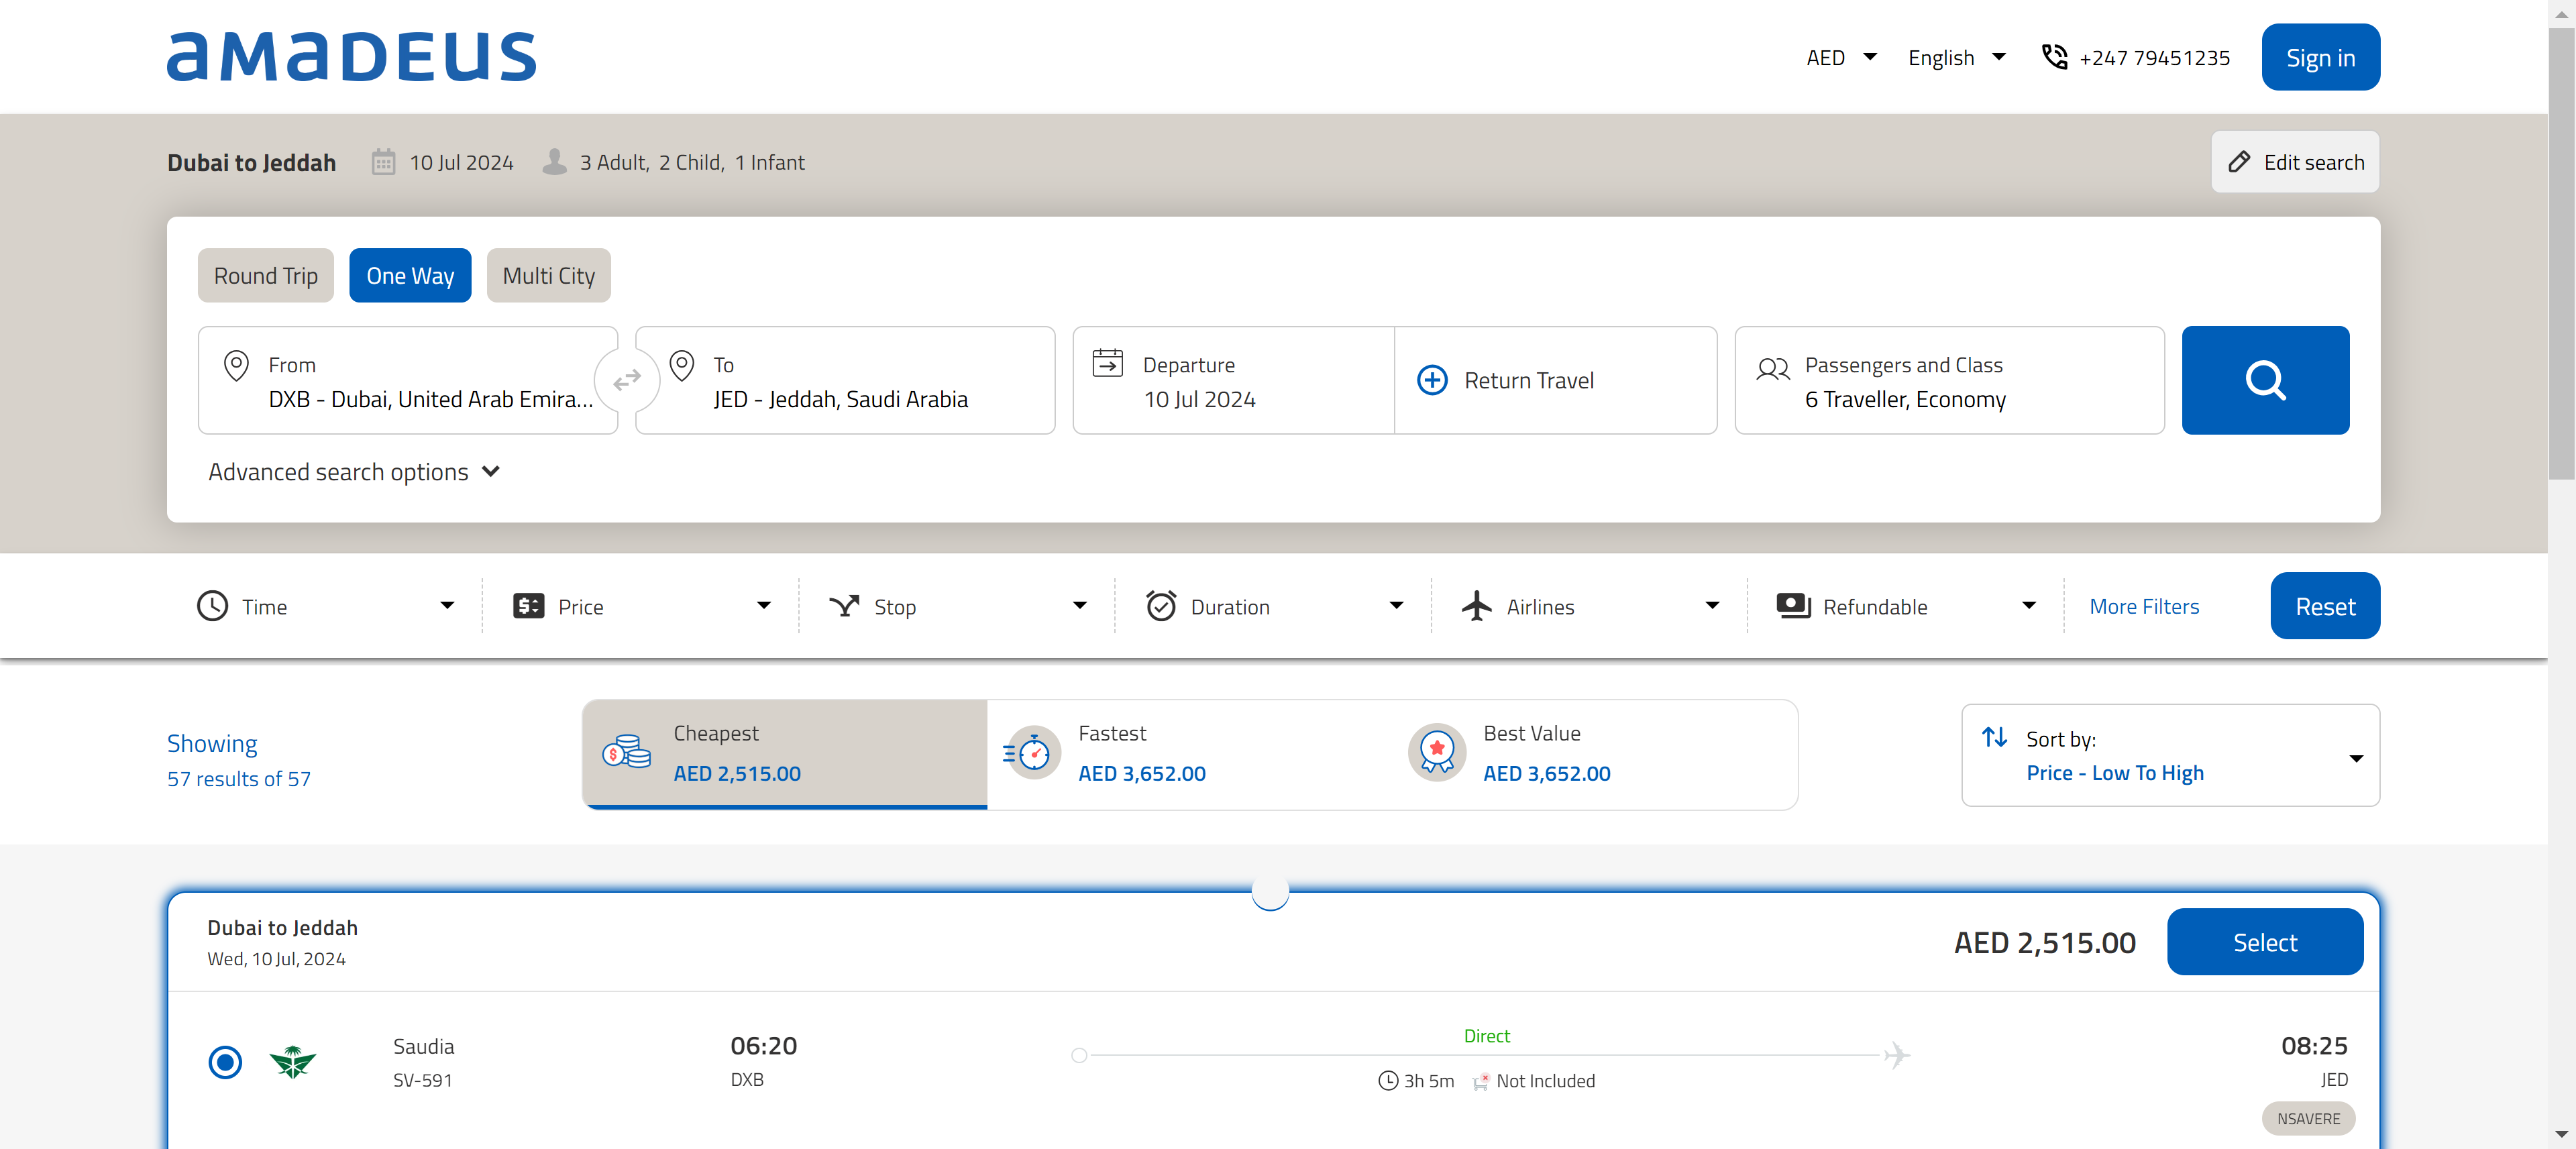 amadeus
AED
English
+247 79451235
Sign in
Dubai to Jeddah
10 Jul 2024
3 Adult, 2 Child, 1 Infant
Edit search
Round Trip
One Way
Multi City
From
DXB - Dubai, United Arab Emira...
To
JED - Jeddah, Saudi Arabia
Departure
10 Jul 2024
Return Travel
Passengers and Class
6 Traveller, Economy
Advanced search options
Time
Price
Stop
Duration
Airlines
Refundable
More Filters
Reset
Showing
57 results of 57
Cheapest
AED 2,515.00
Fastest
AED 3,652.00
Best Value
AED 3,652.00
Sort by:
Price - Low To High
Dubai to Jeddah
Wed, 10 Jul, 2024
AED 2,515.00
Select
Saudia
SV-591
06:20
DXB
Direct
3h 5m
Not Included
08:25
JED
NSAVERE